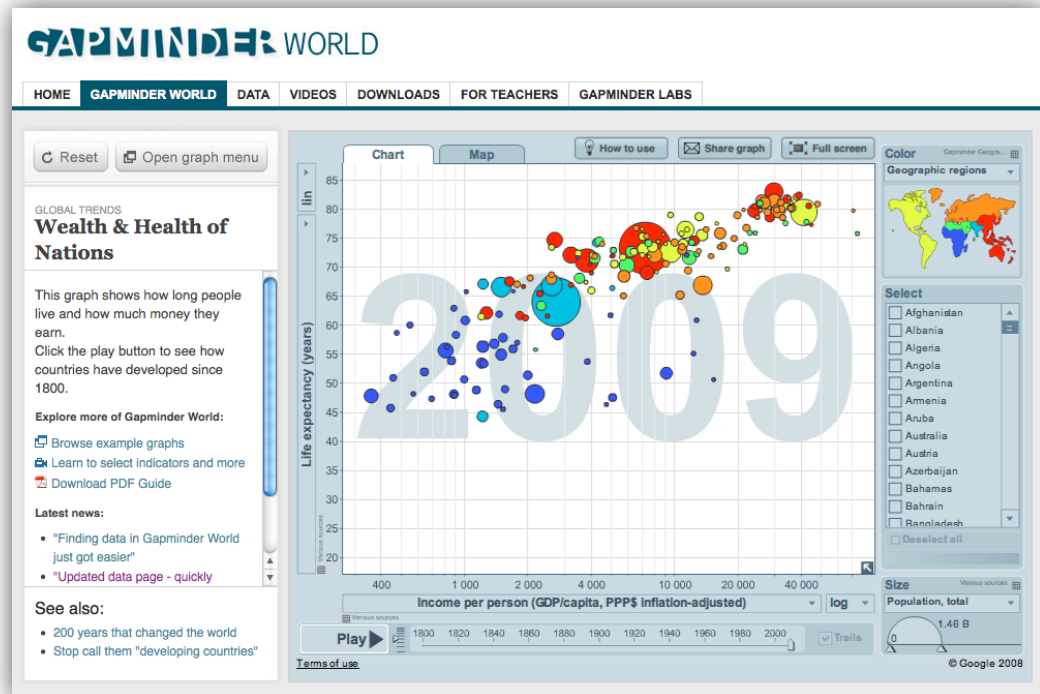 GAPMINDER WORLD
HOME GAPMINDER WORLD DATA VIDEOS DOWNLOADS FOR TEACHERS GAPMINDER LABS
Reset Open graph menu
GLOBAL TRENDS
Wealth & Health of
Nations
This graph shows how long people
live and how much money they
earn.
Click the play button to see how
countries have developed since
1800.
Explore more of Gapminder World:
Browse example graphs
Learn to select indicators and more
Download PDF Guide
Latest news:
"Finding data in Gapminder World
just got easier"
"Updated data page - quickly
See also:
200 years that changed the world
Stop call them "developing countries"
Chart Map How to use Share graph Full screen
lin
Life expectancy (years)
Various sources
85
80
75
70
65
60
55
50
45
40
35
30
25
20
2009
400 1 000 2 000 4 000 10 000 20 000 40 000
Income per person (GDP/capita, PPP$ inflation-adjusted) log
Various sources
Play 1800 1820 1840 1860 1880 1900 1920 1940 1960 1980 2000 Trails
Terms of use
Color Gapminder Geogra...
Geographic regions
Select
Afghanistan
Albania
Algeria
Angola
Argentina
Armenia
Aruba
Australia
Austria
Azerbaijan
Bahamas
Bahrain
Bangladesh
Deselect all
Size Various sources
Population, total
1.46 B
0
© Google 2008